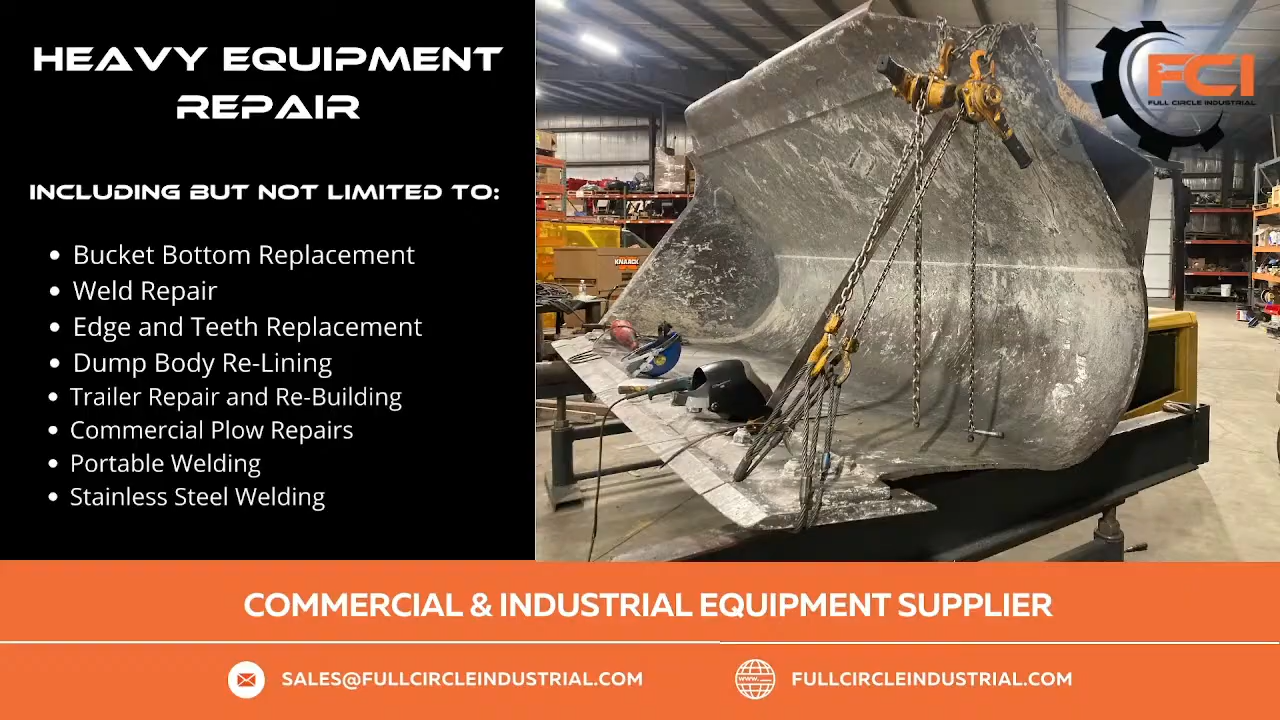 HEAVY EQUIPMENT
REPAIR
INCLUDING BUT NOT LIMITED TO:
Bucket Bottom Replacement
Weld Repair
Edge and Teeth Replacement
Dump Body Re-Lining
Trailer Repair and Re-Building
Commercial Plow Repairs
Portable Welding
Stainless Steel Welding
FCI
FULL CIRCLE INDUSTRIAL
KNAACK
COMMERCIAL & INDUSTRIAL EQUIPMENT SUPPLIER
SALES@FULLCIRCLEINDUSTRIAL.COM
www...
FULLCIRCLEINDUSTRIAL.COM